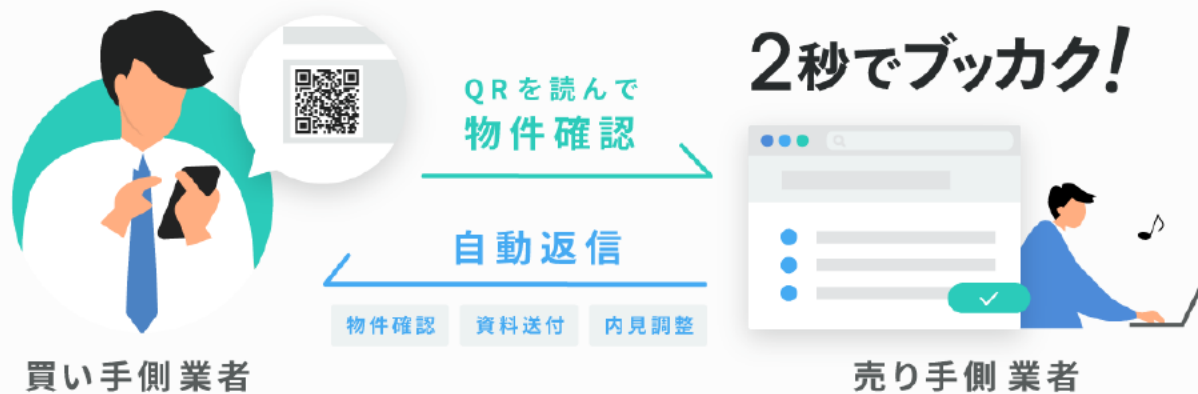 QRを読んで
物件確認
自動返信
物件確認 資料送付 内見調整
買い手側業者
2秒でブッカク!
売り手側業者